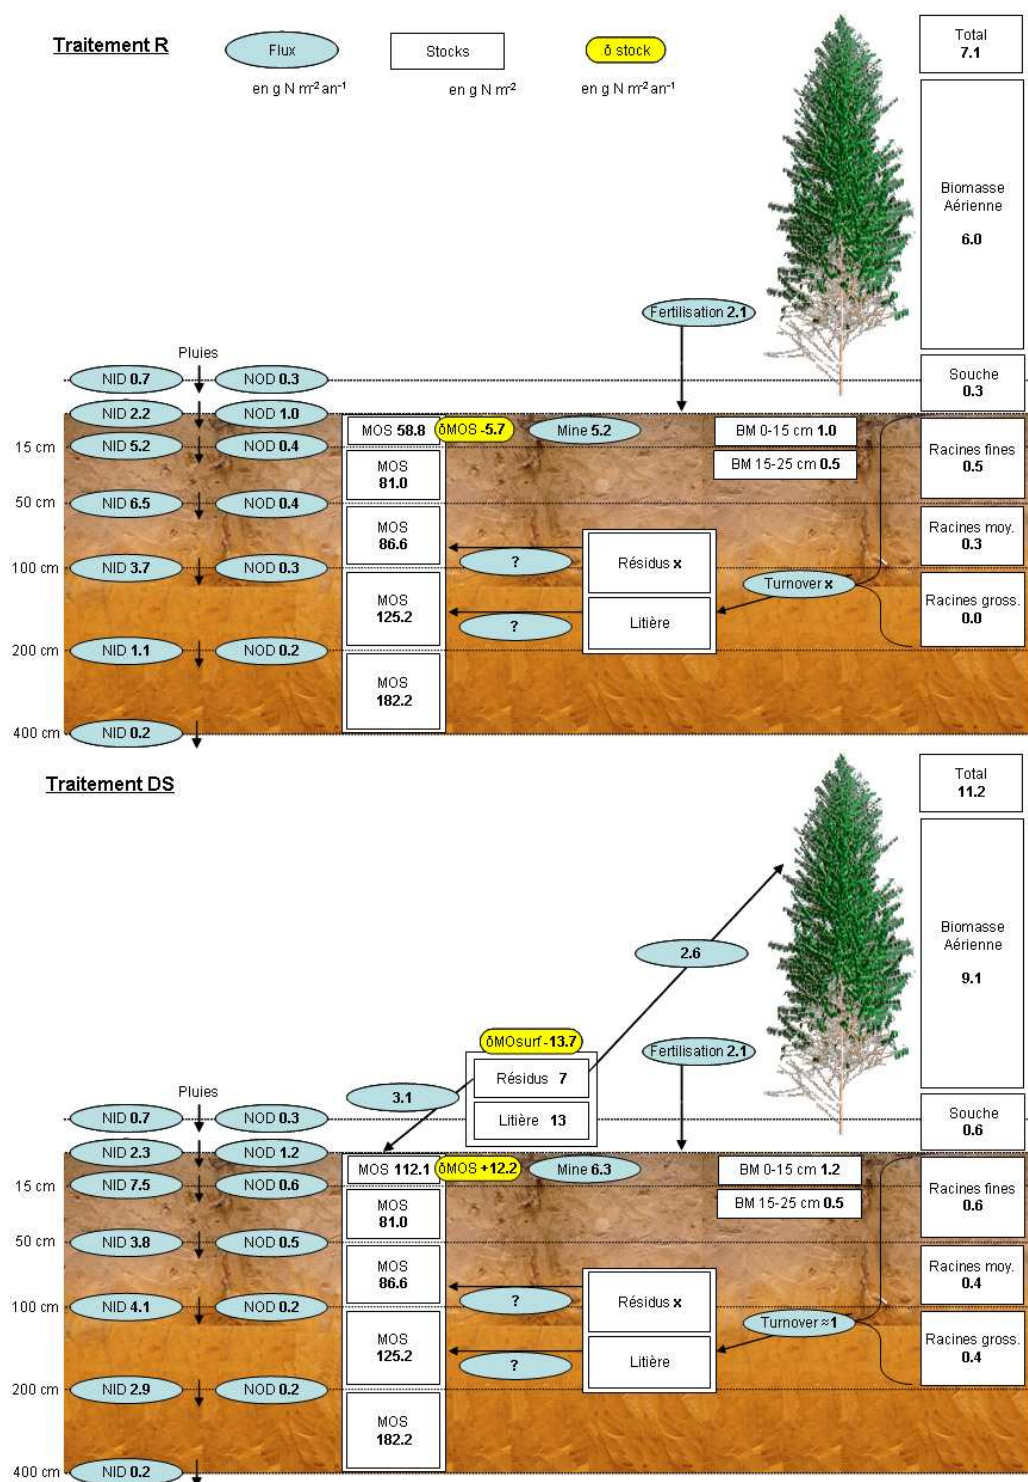 Traitement R
Flux
Stocks
δ stock
en g N m-2 an-1
en g N m-2
en g N m-2 an-1
Total
7.1
Biomasse
Aérienne
6.0
Fertilisation 2.1
Pluies
NID 0.7
NOD 0.3
Souche
0.3
NID 2.2
NOD 1.0
MOS 58.8
δMOS -5.7
Mine 5.2
BM 0-15 cm 1.0
15 cm
NID 5.2
NOD 0.4
Racines fines
0.5
BM 15-25 cm 0.5
MOS
81.0
50 cm
NID 6.5
NOD 0.4
MOS
86.6
Racines moy.
0.3
?
Résidus x
100 cm
NID 3.7
NOD 0.3
Turnover x
MOS
125.2
Racines gross.
0.0
?
Litière
200 cm
NID 1.1
NOD 0.2
MOS
182.2
400 cm
NID 0.2
Traitement DS
Total
11.2
Biomasse
Aérienne
9.1
2.6
δMOsurf -13.7
Fertilisation 2.1
Résidus 7
3.1
Litière 13
Pluies
NID 0.7
NOD 0.3
Souche
0.6
NID 2.3
NOD 1.2
MOS 112.1
δMOS +12.2
Mine 6.3
BM 0-15 cm 1.2
15 cm
NID 7.5
NOD 0.6
Racines fines
0.6
BM 15-25 cm 0.5
MOS
81.0
50 cm
NID 3.8
NOD 0.5
MOS
86.6
Racines moy.
0.4
?
Résidus x
100 cm
NID 4.1
NOD 0.2
Turnover ≈1
MOS
125.2
Racines gross.
0.4
?
Litière
200 cm
NID 2.9
NOD 0.2
MOS
182.2
400 cm
NID 0.2